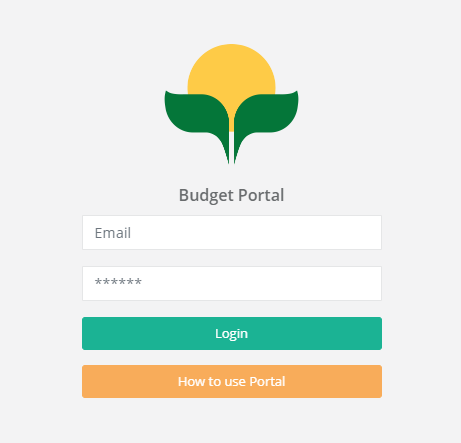 Budget Portal
Email
******
Login
How to use Portal